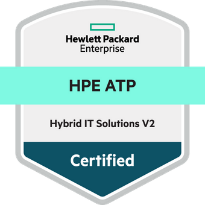 Hewlett Packard
Enterprise
HPE ATP
Hybrid IT Solutions V2
Certified